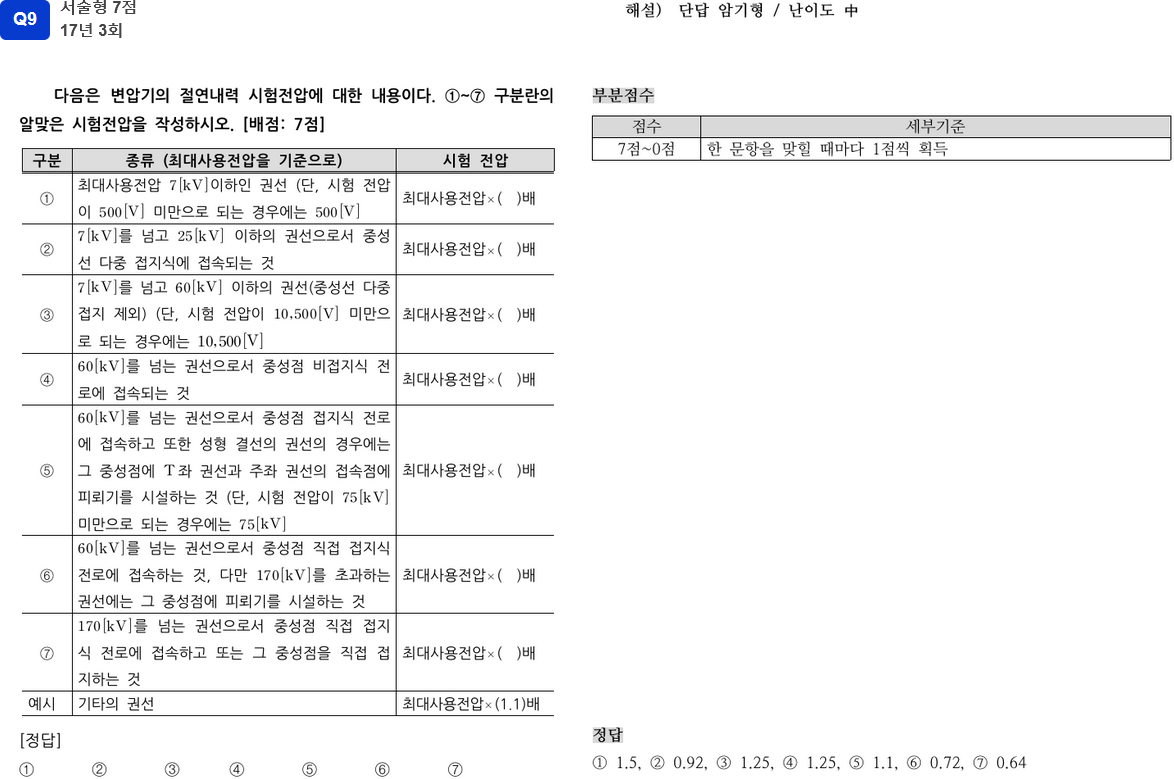 Q9
서술형 7점
17년 3회
다음은 변압기의 절연내력 시험전압에 대한 내용이다. ①~⑦ 구분란의
알맞은 시험전압을 작성하시오. [배점: 7점]
구분 종류 (최대사용전압을 기준으로) 시험 전압
① 최대사용전압 7[kV]이하인 권선 (단, 시험 전압
이 500[V] 미만으로 되는 경우에는 500[V]
최대사용전압×( )배
② 7[kV]를 넘고 25[kV] 이하의 권선으로서 중성
선 다중 접지식에 접속되는 것
최대사용전압×( )배
③ 7[kV]를 넘고 60[kV] 이하의 권선(중성선 다중
접지 제외) (단, 시험 전압이 10,500[V] 미만으
로 되는 경우에는 10,500[V]
최대사용전압×( )배
④ 60[kV]를 넘는 권선으로서 중성점 비접지식 전
로에 접속되는 것
최대사용전압×( )배
⑤ 60[kV]를 넘는 권선으로서 중성점 접지식 전로
에 접속하고 또한 성형 결선의 권선의 경우에는
그 중성점에 T좌 권선과 주좌 권선의 접속점에
피뢰기를 시설하는 것 (단, 시험 전압이 75[kV]
미만으로 되는 경우에는 75[kV]
최대사용전압×( )배
⑥ 60[kV]를 넘는 권선으로서 중성점 직접 접지식
전로에 접속하는 것, 다만 170[kV]를 초과하는
권선에는 그 중성점에 피뢰기를 시설하는 것
최대사용전압×( )배
⑦ 170[kV]를 넘는 권선으로서 중성점 직접 접지
식 전로에 접속하고 또는 그 중성점을 직접 접
지하는 것
최대사용전압×( )배
예시 기타의 권선 최대사용전압×(1.1)배
[정답]
① ② ③ ④ ⑤ ⑥ ⑦
해설) 단답 암기형 / 난이도 中
부분점수
점수 세부기준
7점~0점 한 문항을 맞힐 때마다 1점씩 획득
정답
① 1.5, ② 0.92, ③ 1.25, ④ 1.25, ⑤ 1.1, ⑥ 0.72, ⑦ 0.64